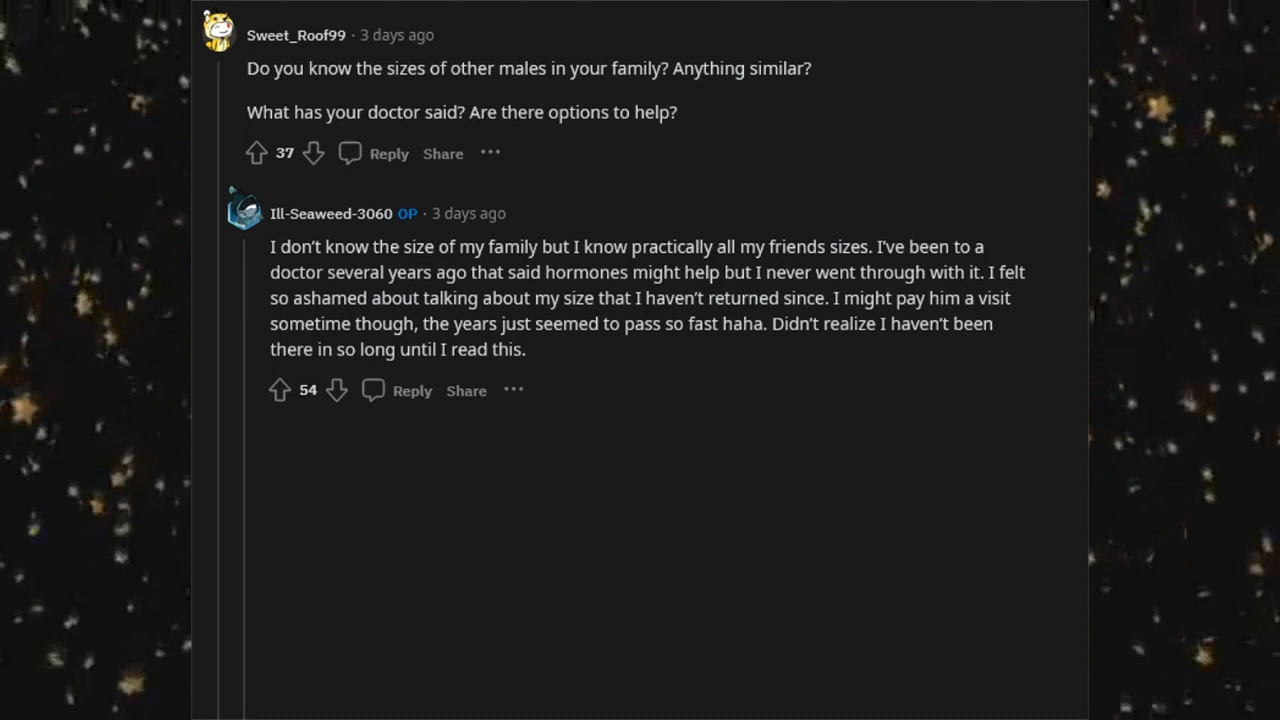 Sweet_Roof99 · 3 days ago
Do you know the sizes of other males in your family? Anything similar?
What has your doctor said? Are there options to help?
37 Reply Share ···
Ill-Seaweed-3060 OP · 3 days ago
I don’t know the size of my family but I know practically all my friends sizes. I’ve been to a
doctor several years ago that said hormones might help but I never went through with it. I felt
so ashamed about talking about my size that I haven’t returned since. I might pay him a visit
sometime though, the years just seemed to pass so fast haha. Didn’t realize I haven’t been
there in so long until I read this.
54 Reply Share ···